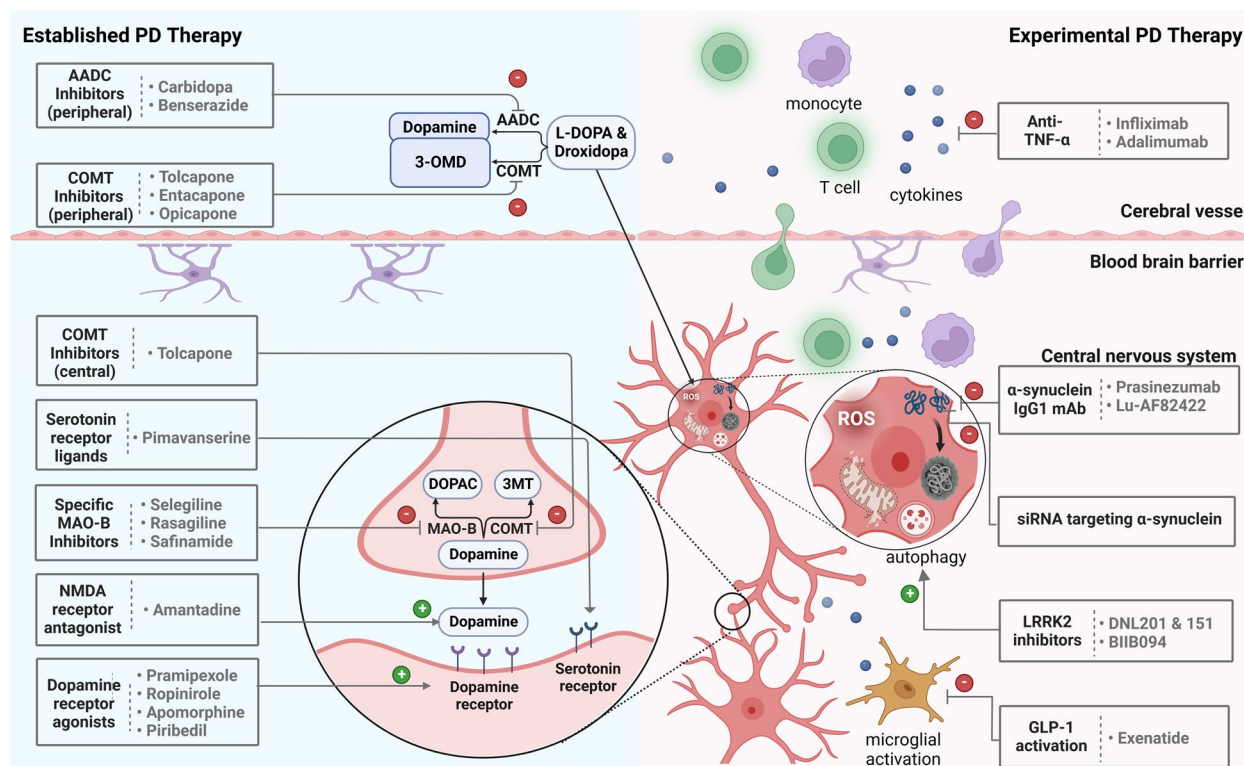 Established PD Therapy
AADC
Inhibitors
(peripheral)
• Carbidopa
• Benserazide
COMT
Inhibitors
(peripheral)
• Tolcapone
• Entacapone
• Opicapone
-
Dopamine
AADC
3-OMD
COMT
L-DOPA &
Droxidopa
-
COMT
Inhibitors
(central)
• Tolcapone
Serotonin
receptor
ligands
• Pimavanserine
Specific
MAO-B
Inhibitors
• Selegiline
• Rasagiline
• Safinamide
NMDA
receptor
antagonist
• Amantadine
Dopamine
receptor
agonists
• Pramipexole
• Ropinirole
• Apomorphine
• Piribedil
DOPAC
3MT
-
-
MAO-B
COMT
Dopamine
+
Dopamine
+
Dopamine
receptor
Serotonin
receptor
Experimental PD Therapy
monocyte
T cell
cytokines
-
Anti-
TNF-α
• Infliximab
• Adalimumab
Cerebral vessel
Blood brain barrier
Central nervous system
ROS
ROS
-
α-synuclein
IgG1 mAb
• Prasinezumab
• Lu-AF82422
-
siRNA targeting α-synuclein
autophagy
+
LRRK2
inhibitors
• DNL201 & 151
• BIIB094
-
microglial
activation
GLP-1
activation
• Exenatide